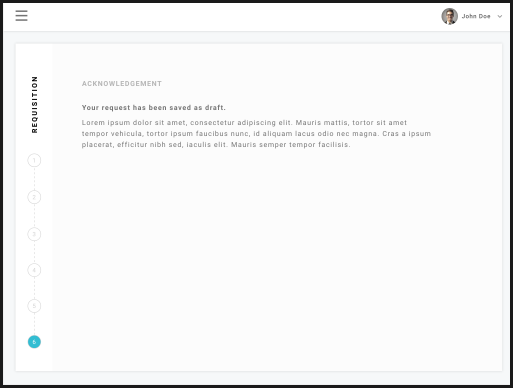 John Doe
REQUISITION
ACKNOWLEDGEMENT
Your request has been saved as draft.
Lorem ipsum dolor sit amet, consectetur adipiscing elit. Mauris mattis, tortor sit amet
tempor vehicula, tortor ipsum faucibus nunc, id aliquam lacus odio nec magna. Cras a ipsum
placerat, efficitur nibh sed, iaculis elit. Mauris semper tempor facilisis.
1
2
3
4
5
6